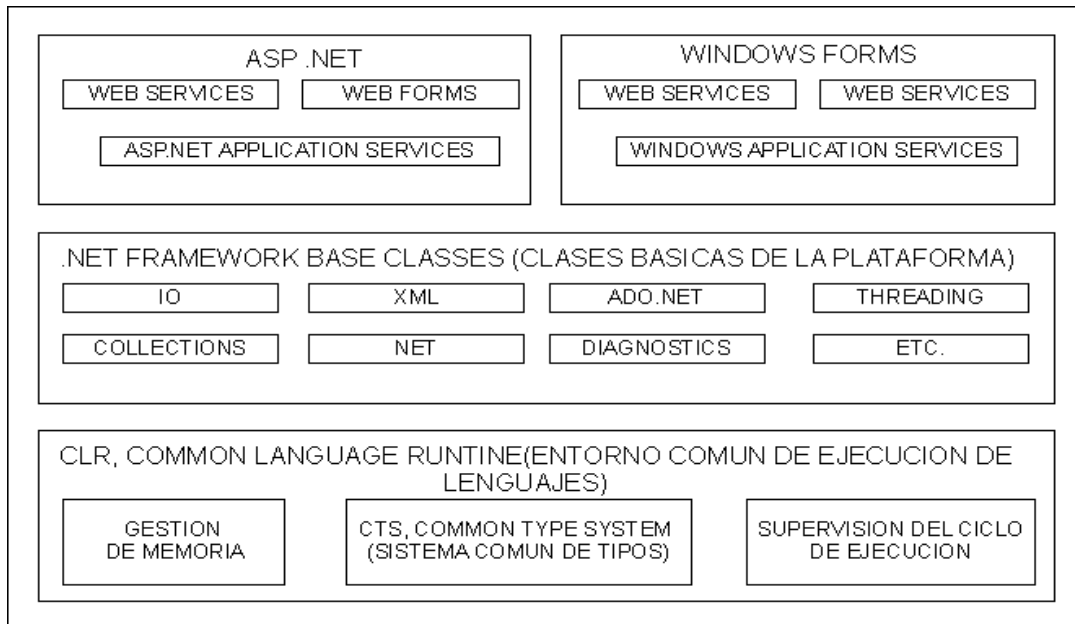 ASP .NET
WEB SERVICES
WEB FORMS
ASP.NET APPLICATION SERVICES
WINDOWS FORMS
WEB SERVICES
WEB SERVICES
WINDOWS APPLICATION SERVICES
.NET FRAMEWORK BASE CLASSES (CLASES BASICAS DE LA PLATAFORMA)
IO
XML
ADO.NET
THREADING
COLLECTIONS
NET
DIAGNOSTICS
ETC.
CLR, COMMON LANGUAGE RUNTINE(ENTORNO COMUN DE EJECUCION DE
LENGUAJES)
GESTION
DE MEMORIA
CTS, COMMON TYPE SYSTEM
(SISTEMA COMUN DE TIPOS)
SUPERVISION DEL CICLO
DE EJECUCION